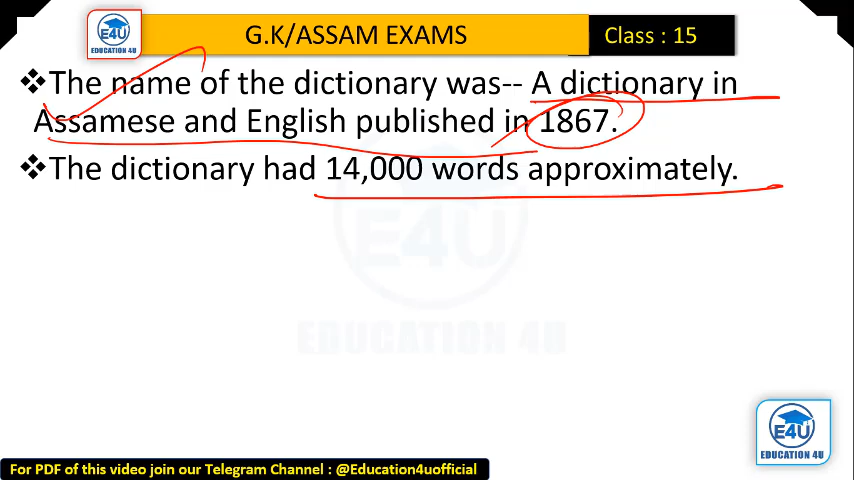 E4U
EDUCATION 4U
G.K/ASSAM EXAMS
Class : 15
❖The name of the dictionary was-- A dictionary in
Assamese and English published in 1867.
❖The dictionary had 14,000 words approximately.
E4U
EDUCATION 4U
E4U
EDUCATION 4U
For PDF of this video join our Telegram Channel : @Education4uofficial